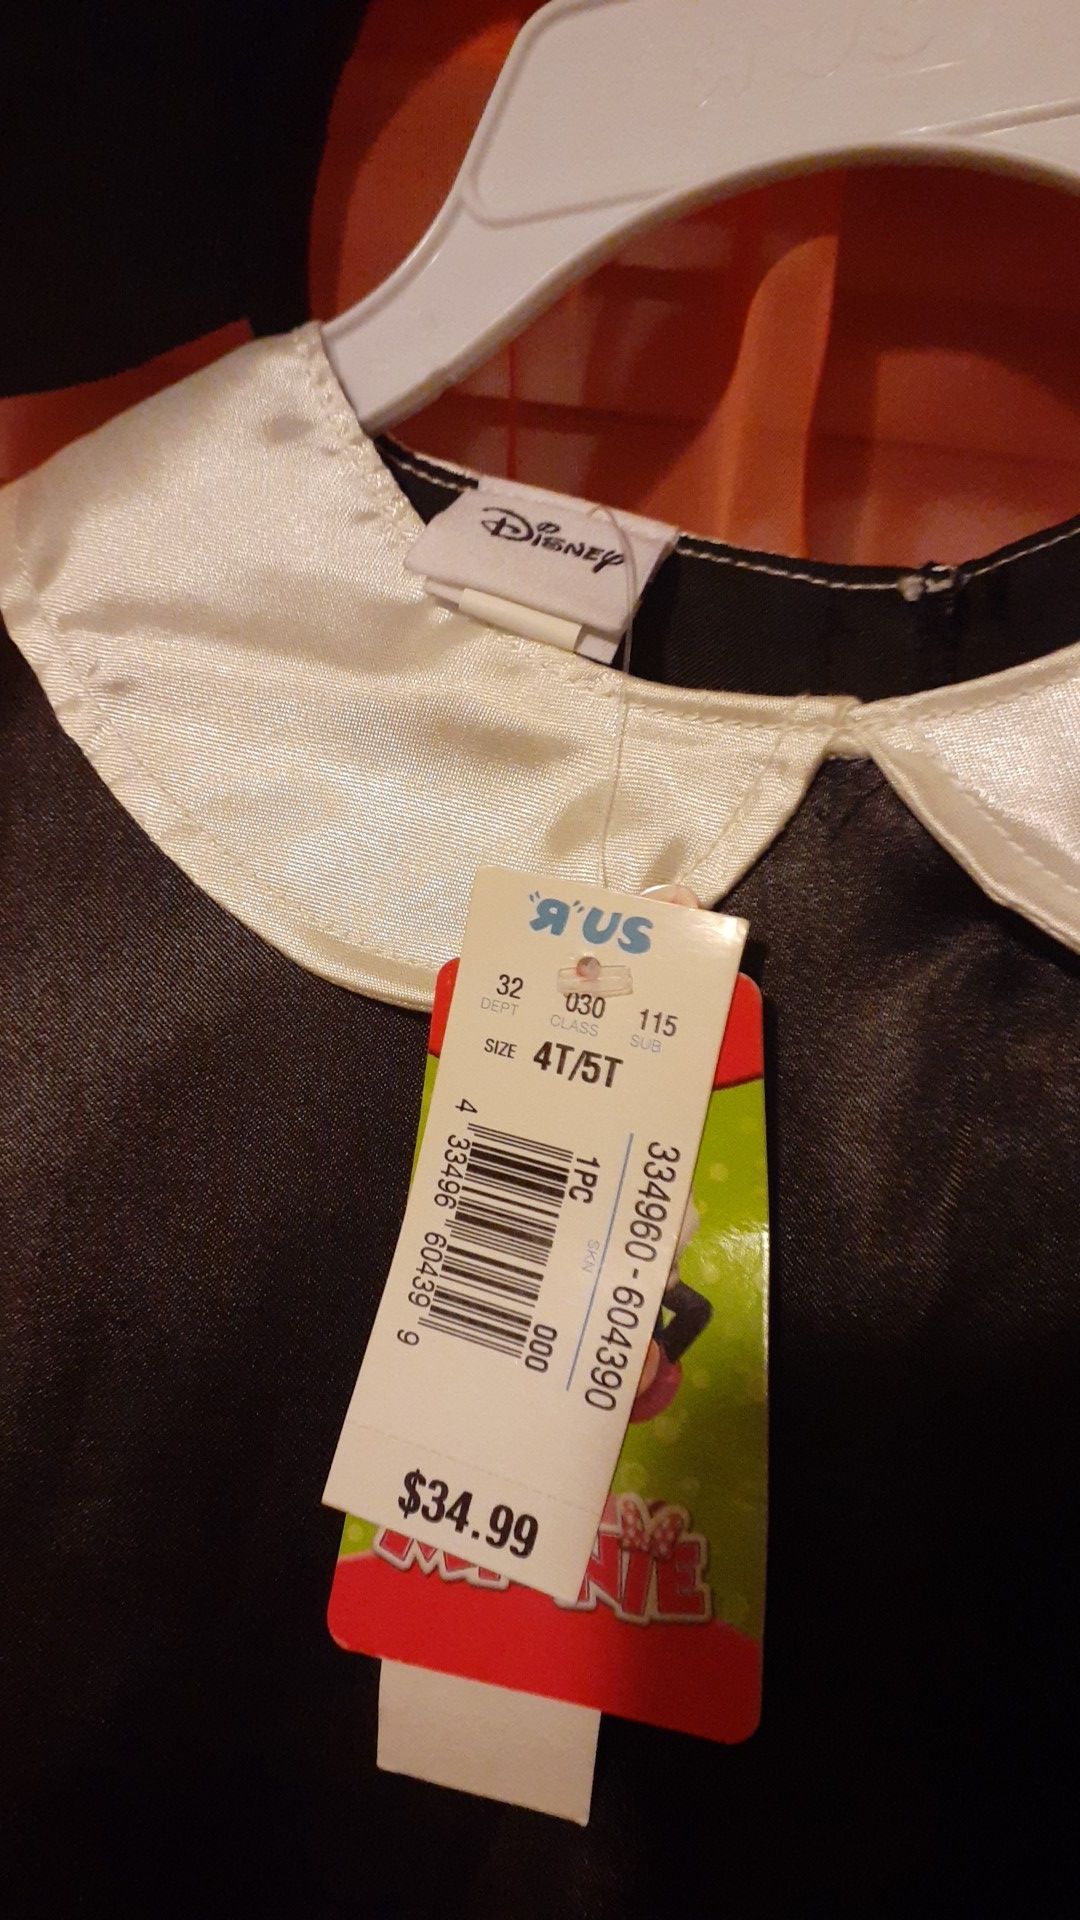 Disney
"R"US
32 030 115
DEPT CLASS SUB
SIZE 4T/5T
334960-604390
SKN
1PC 000
4 33496 60439 9
$34.99